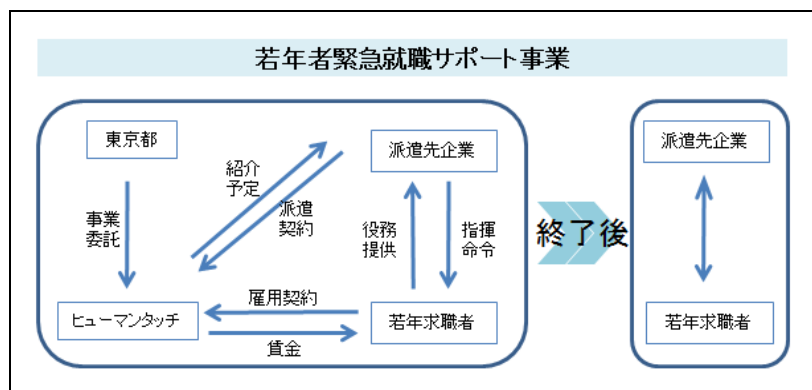 若年者緊急就職サポート事業
東京都
派遣先企業
紹介
予定
派遣
契約
事業
委託
役務
提供
指揮
命令
雇用契約
ヒューマンタッチ
若年求職者
賃金
終了後
派遣先企業
若年求職者